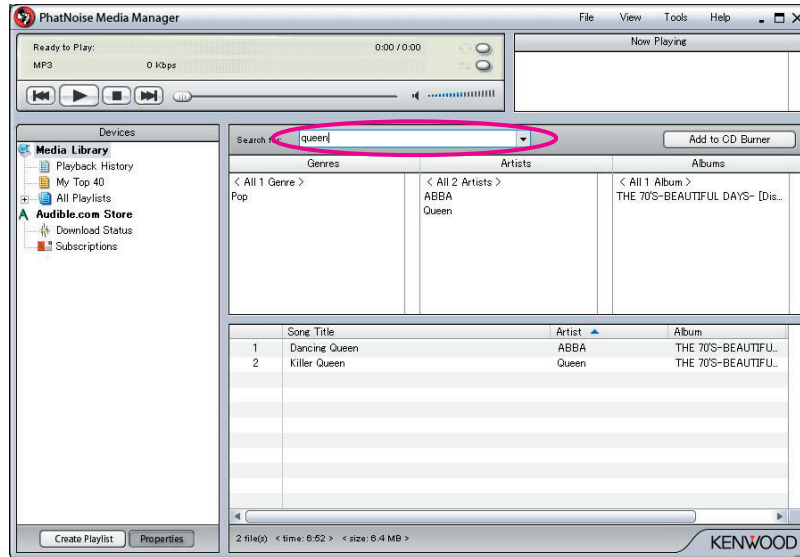 PhatNoise Media Manager
File View Tools Help
Ready to Play: 0:00 / 0:00
MP3 0 Kbps
Now Playing
Devices
Media Library
Playback History
My Top 40
All Playlists
Audible.com Store
Download Status
Subscriptions
Create Playlist Properties
Search for: queen Add to CD Burner
Genres Artists Albums
< All 1 Genre > < All 2 Artists > < All 1 Album >
Pop ABBA THE 70'S-BEAUTIFUL DAYS- [Dis...
Queen
Song Title Artist Album
1 Dancing Queen ABBA THE 70'S-BEAUTIFU...
2 Killer Queen Queen THE 70'S-BEAUTIFU...
2 file(s) < time: 6:52 > < size: 6.4 MB >
KENWOOD